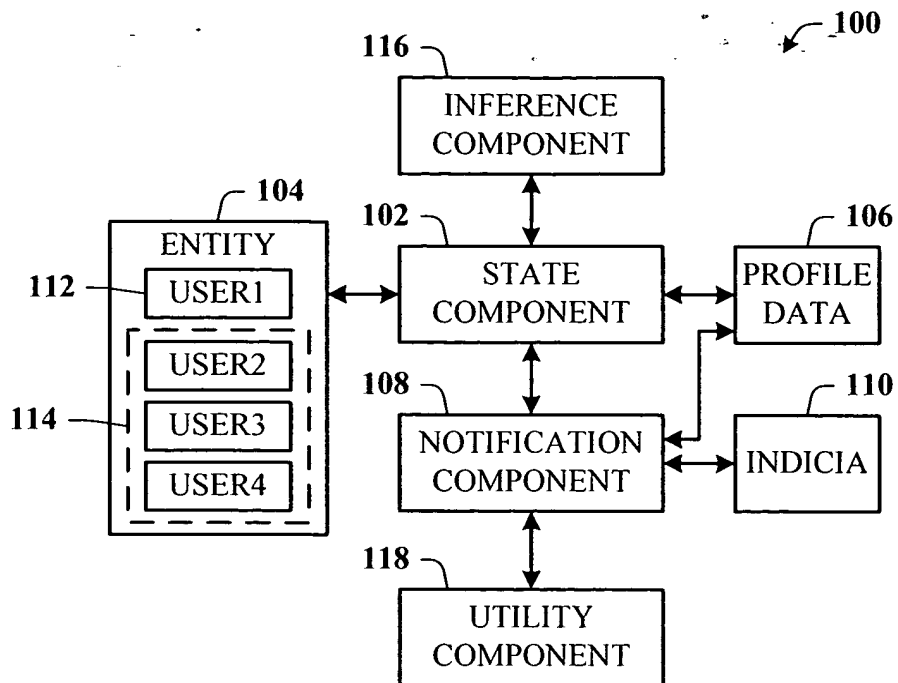 100
116
INFERENCE
COMPONENT
104
ENTITY
112
USER1
USER2
114
USER3
USER4
102
STATE
COMPONENT
106
PROFILE
DATA
108
NOTIFICATION
COMPONENT
110
INDICIA
118
UTILITY
COMPONENT